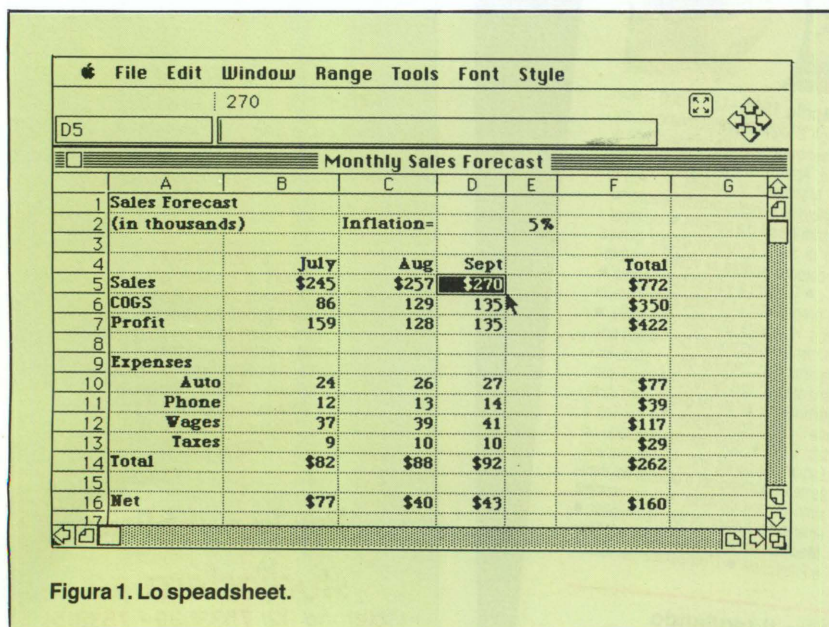 File Edit Window Range Tools Font Style
270
D5
Monthly Sales Forecast
A B C D E F G
1 Sales Forecast
2 (in thousands) Inflation= 5%
3
4 July Aug Sept Total
5 Sales $245 $257 $270 $772
6 COGS 86 129 135 $350
7 Profit 159 128 135 $422
8
9 Expenses
10 Auto 24 26 27 $77
11 Phone 12 13 14 $39
12 Wages 37 39 41 $117
13 Taxes 9 10 10 $29
14 Total $82 $88 $92 $262
15
16 Net $77 $40 $43 $160
17
Figura 1. Lo speadsheet.